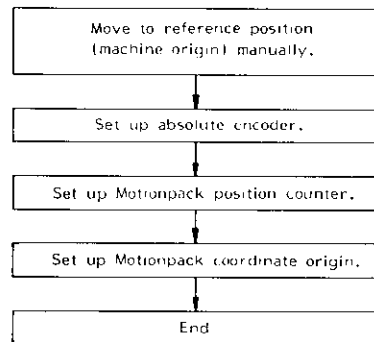 Move to reference position
(machine origin) manually.
Set up absolute encoder.
Set up Motionpack position counter.
Set up Motionpack coordinate origin.
End